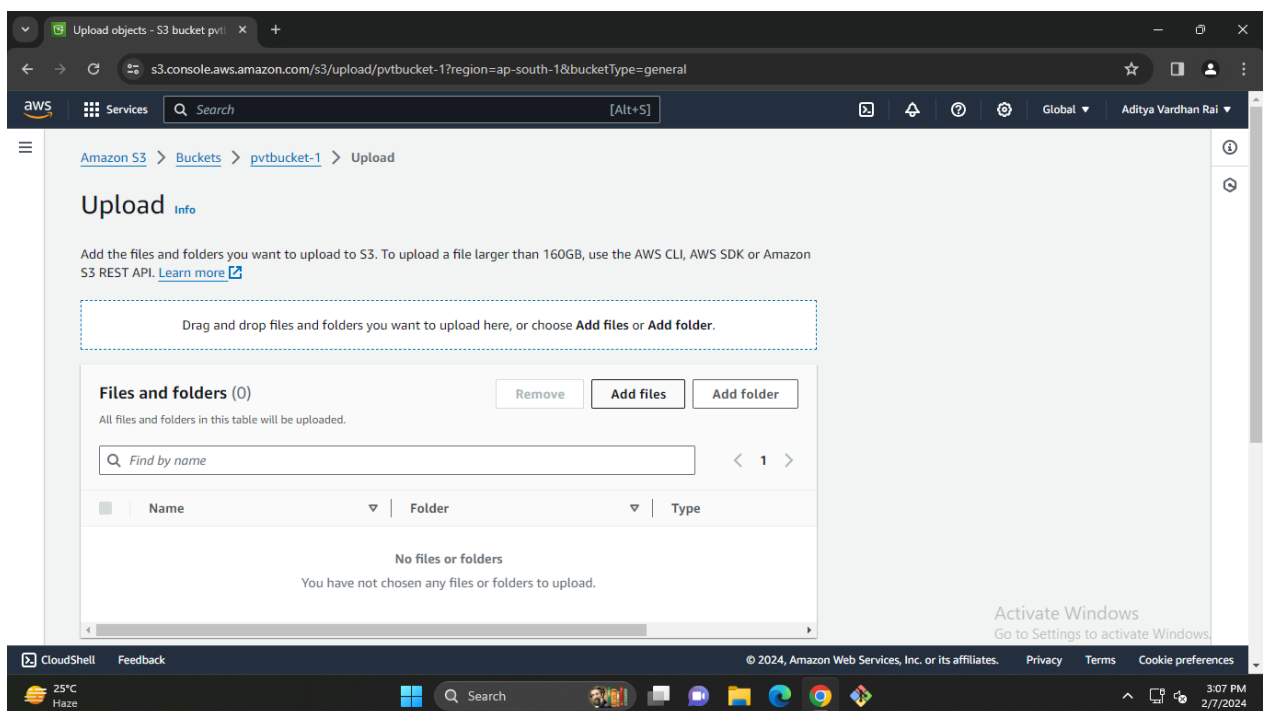 Upload objects - S3 bucket pvt
s3.console.aws.amazon.com/s3/upload/pvtbucket-1?region=ap-south-1&bucketType=general
aws Services Search [Alt+S] Global Aditya Vardhan Rai
Amazon S3 > Buckets > pvtbucket-1 > Upload
Upload Info
Add the files and folders you want to upload to S3. To upload a file larger than 160GB, use the AWS CLI, AWS SDK or Amazon
S3 REST API. Learn more
Drag and drop files and folders you want to upload here, or choose Add files or Add folder.
Files and folders (0) Remove Add files Add folder
All files and folders in this table will be uploaded.
Find by name < 1 >
Name Folder Type
No files or folders
You have not chosen any files or folders to upload.
Activate Windows
Go to Settings to activate Windows.
CloudShell Feedback © 2024, Amazon Web Services, Inc. or its affiliates. Privacy Terms Cookie preferences
25°C Search 3:07 PM
Haze 2/7/2024